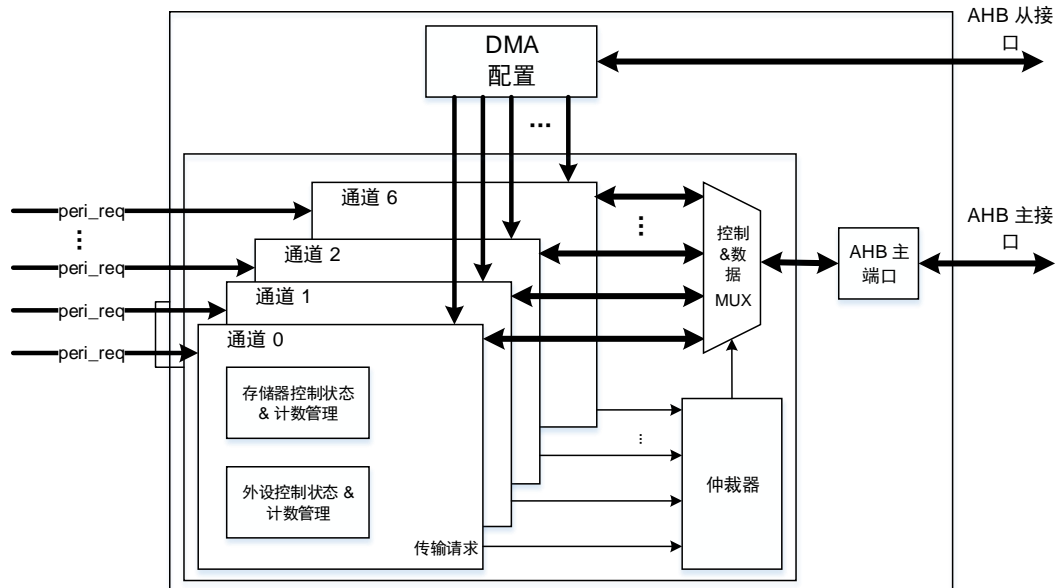 AHB 从接
口
DMA
配置
...
通道 6
peri_req
...
peri_req
通道 2
peri_req
通道 1
peri_req
通道 0
...
控制
&数
据
MUX
AHB 主
端口
AHB 主接
口
存储器控制状态
& 计数管理
外设控制状态 &
计数管理
传输请求
...
仲裁器